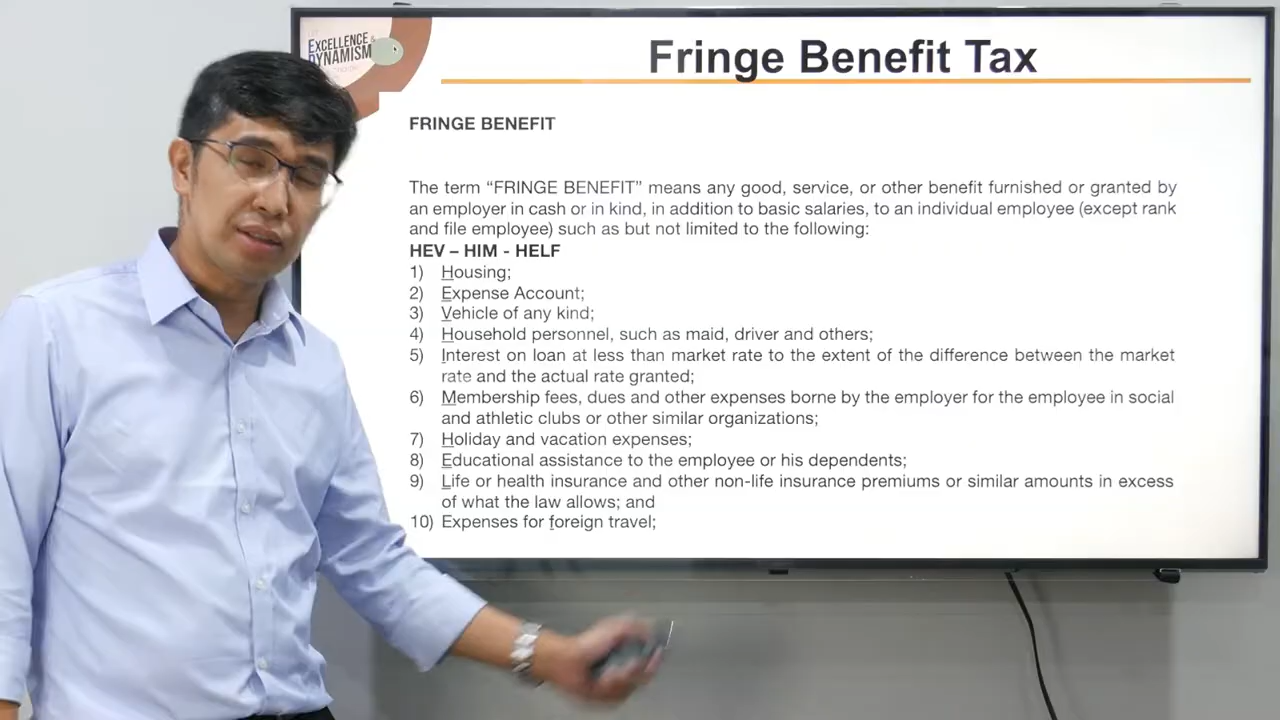 EXCELLENCE &
DYNAMISM
Fringe Benefit Tax
FRINGE BENEFIT
The term “FRINGE BENEFIT” means any good, service, or other benefit furnished or granted by
an employer in cash or in kind, in addition to basic salaries, to an individual employee (except rank
and file employee) such as but not limited to the following:
HEV – HIM - HELF
1) Housing;
2) Expense Account;
3) Vehicle of any kind;
4) Household personnel, such as maid, driver and others;
5) Interest on loan at less than market rate to the extent of the difference between the market
rate and the actual rate granted;
6) Membership fees, dues and other expenses borne by the employer for the employee in social
and athletic clubs or other similar organizations;
7) Holiday and vacation expenses;
8) Educational assistance to the employee or his dependents;
9) Life or health insurance and other non-life insurance premiums or similar amounts in excess
of what the law allows; and
10) Expenses for foreign travel;